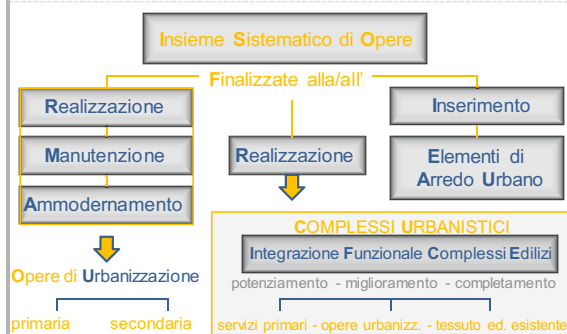 Insieme Sistematico di Opere
Finalizzate alla/all'
Realizzazione
Manutenzione
Ammodernamento
Opere di Urbanizzazione
primaria secondaria
Realizzazione
Inserimento
Elementi di
Arredo Urbano
COMPLESSI URBANISTICI
Integrazione Funzionale Complessi Edilizi
potenziamento - miglioramento - completamento
servizi primari - opere urbanizz. - tessuto ed. esistente